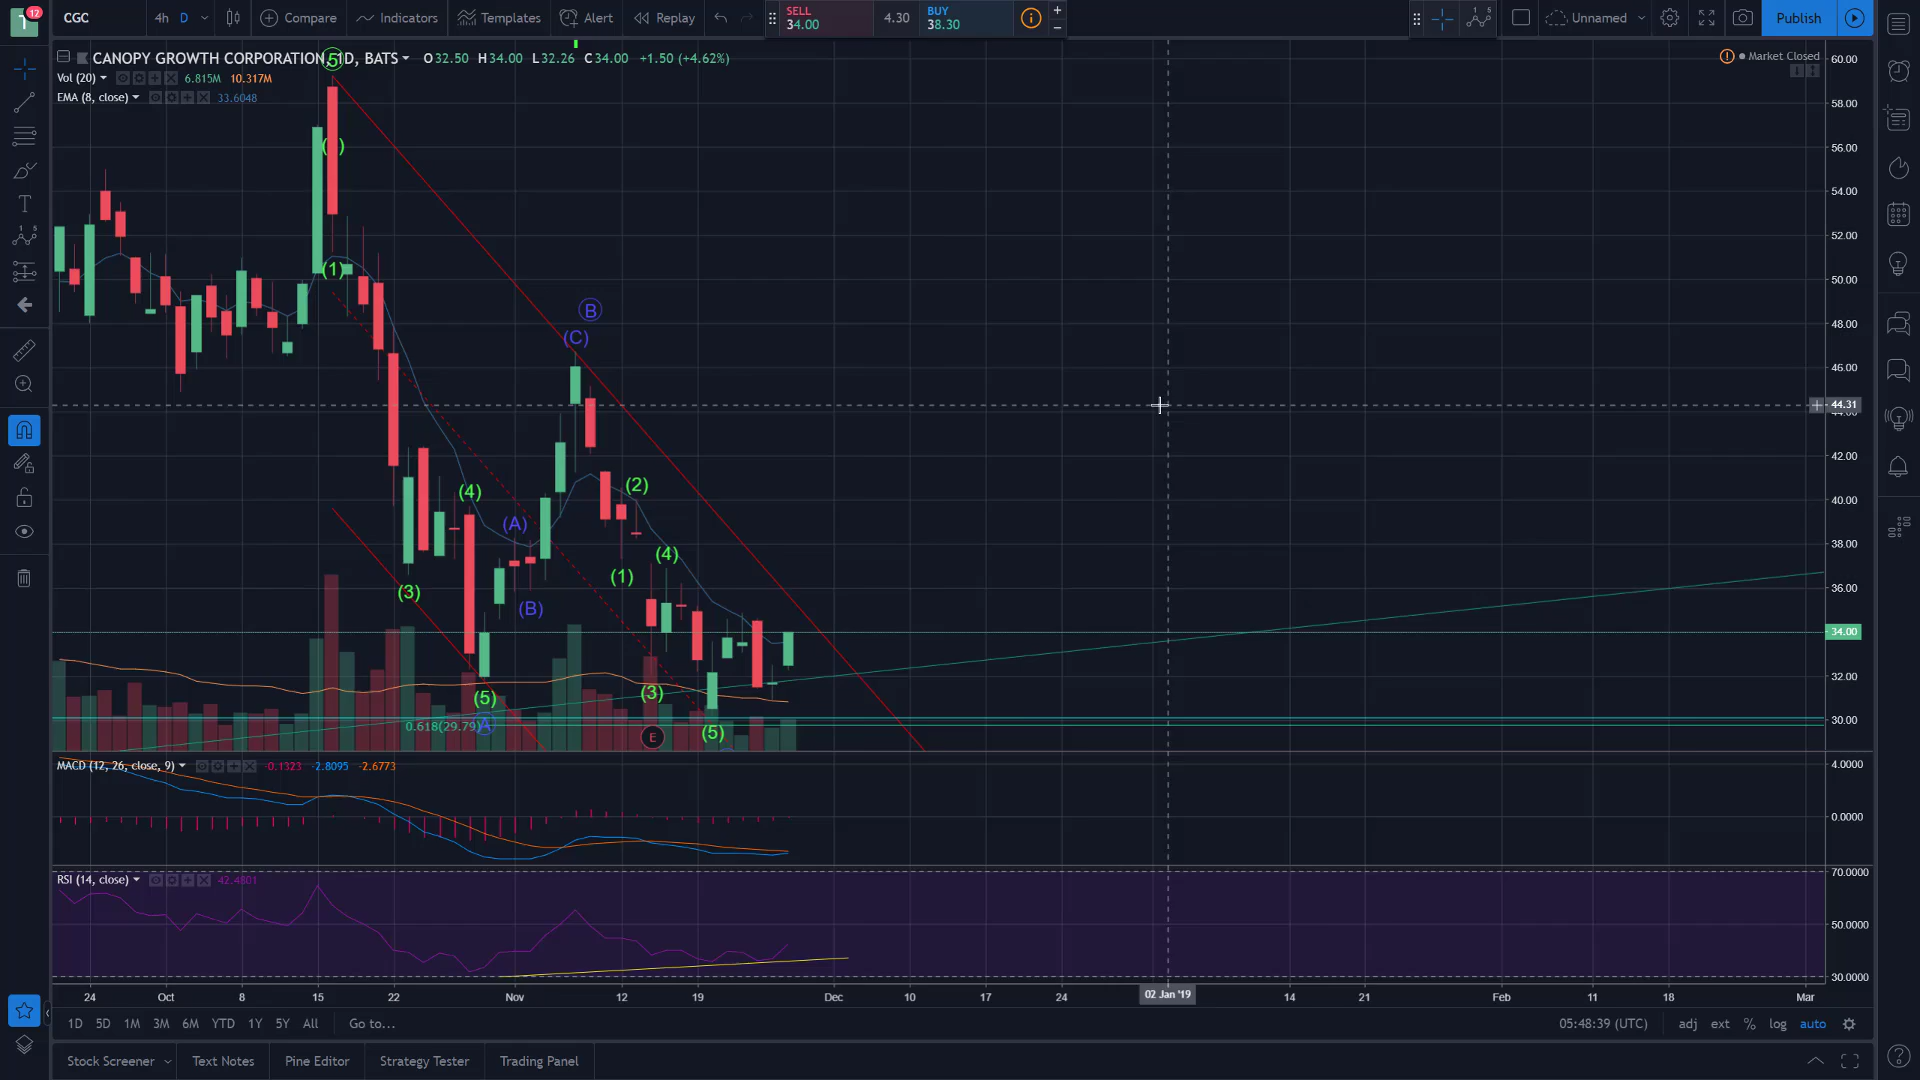 1 12 CGC 4h D Compare Indicators Templates Alert Replay SELL 34.00 4.30 BUY 38.30 Unnamed Publish
CANOPY GROWTH CORPORATION, 1D, BATS O32.50 H34.00 L32.26 C34.00 +1.50 (+4.62%)
Market Closed
Vol (20) 6.815M 10.317M
EMA (8, close) 33.6048
60.00
58.00
56.00
54.00
52.00
50.00
48.00
46.00
44.31
44.00
42.00
40.00
38.00
36.00
34.00
32.00
30.00
5
(1)
B
(C)
(2)
(4)
(A)
(4)
(1)
(3)
(B)
(3)
(5)
0.618(29.79)
A
(5)
E
MACD (12, 26, close, 9) -0.1323 -2.8095 -2.6773
4.0000
0.0000
RSI (14, close) 42.4801
70.0000
50.0000
30.0000
24 Oct 8 15 22 Nov 12 19 Dec 10 17 24 02 Jan '19 14 21 Feb 11 18 Mar
1D 5D 1M 3M 6M YTD 1Y 5Y All Go to... 05:48:39 (UTC) adj ext % log auto
Stock Screener Text Notes Pine Editor Strategy Tester Trading Panel